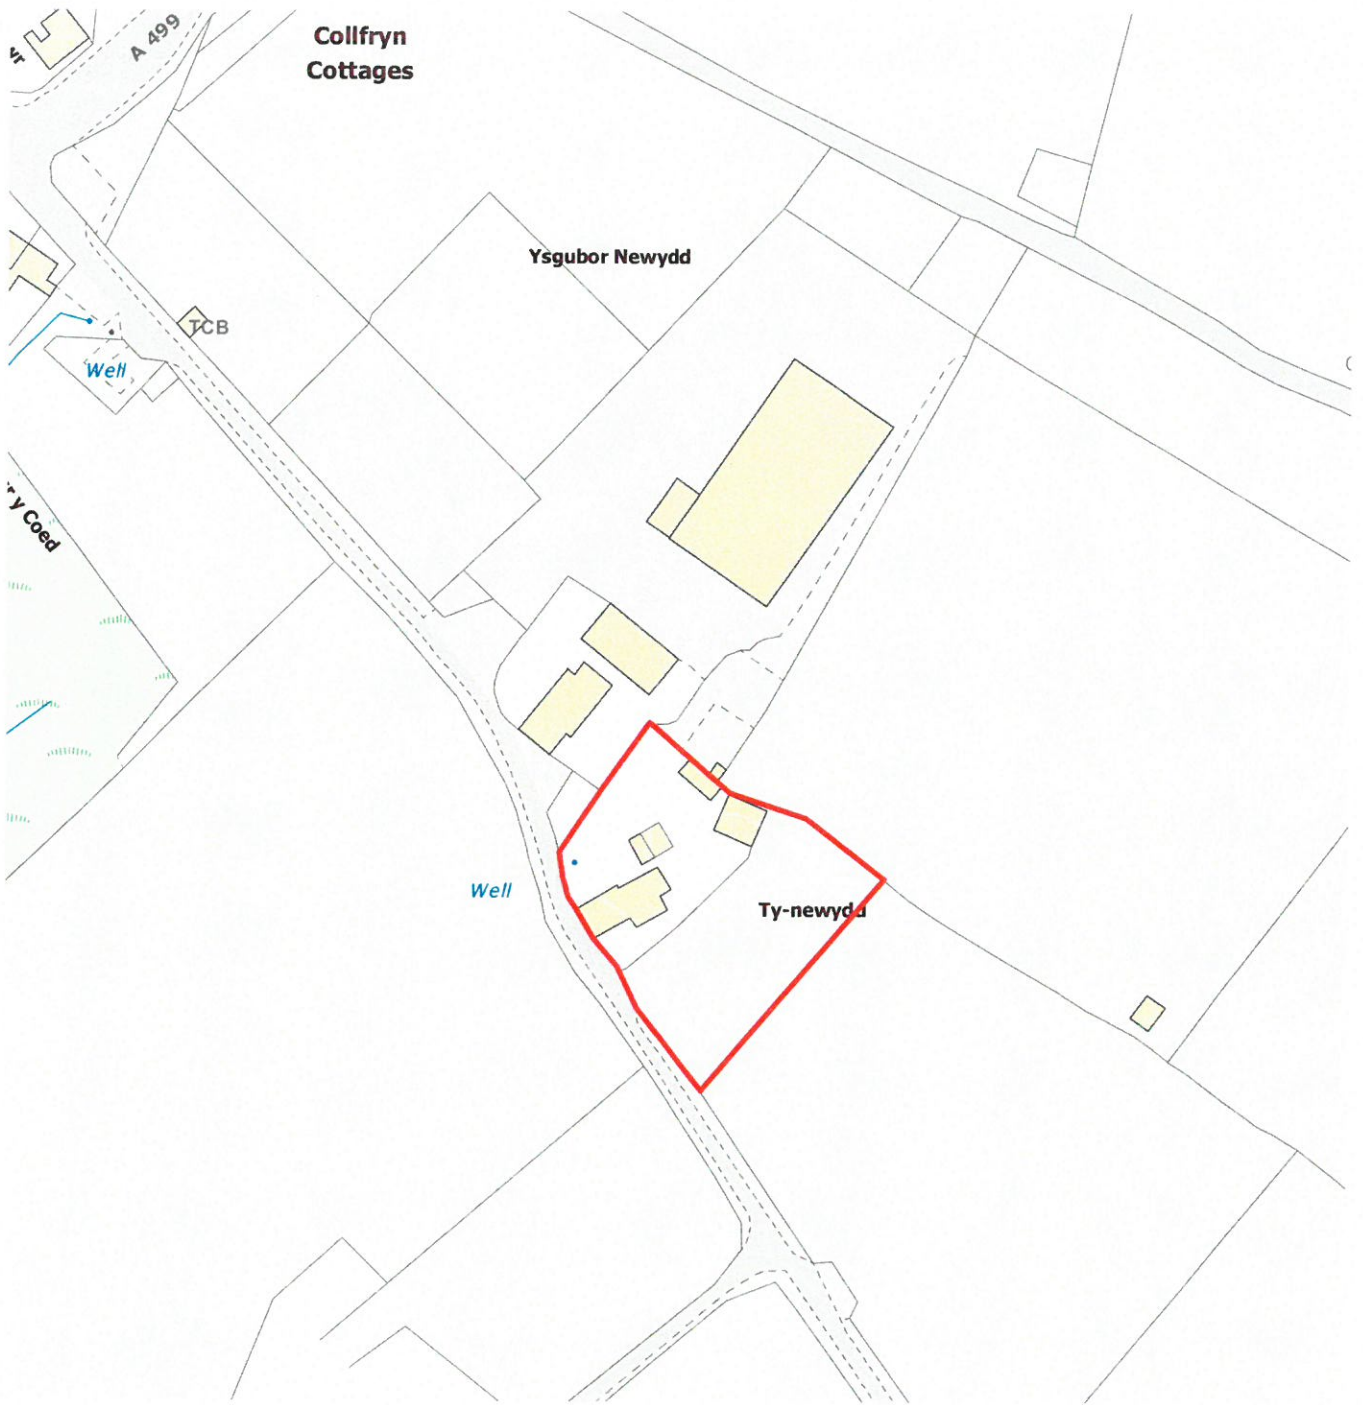 A 499
Collfryn
Cottages
Ysgubor Newydd
TCB
Well
r y Coed
Well
Ty-newydd